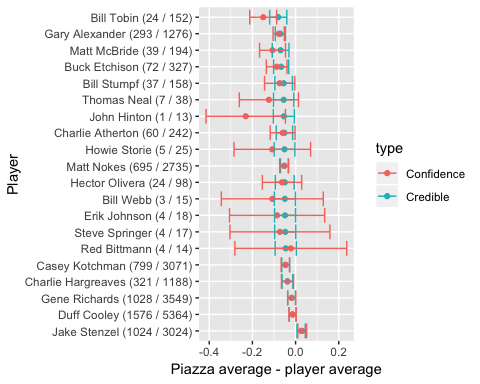 Bill Tobin (24 / 152)
Gary Alexander (293 / 1276)
Matt McBride (39 / 194)
Buck Etchison (72 / 327)
Bill Stumpf (37 / 158)
Thomas Neal (7 / 38)
John Hinton (1 / 13)
Charlie Atherton (60 / 242)
Howie Storie (5 / 25)
Matt Nokes (695 / 2735)
Hector Olivera (24 / 98)
Bill Webb (3 / 15)
Erik Johnson (4 / 18)
Steve Springer (4 / 17)
Red Bittmann (4 / 14)
Casey Kotchman (799 / 3071)
Charlie Hargreaves (321 / 1188)
Gene Richards (1028 / 3549)
Duff Cooley (1576 / 5364)
Jake Stenzel (1024 / 3024)
Player
-0.4 -0.2 0.0 0.2
Piazza average - player average
type
Confidence
Credible